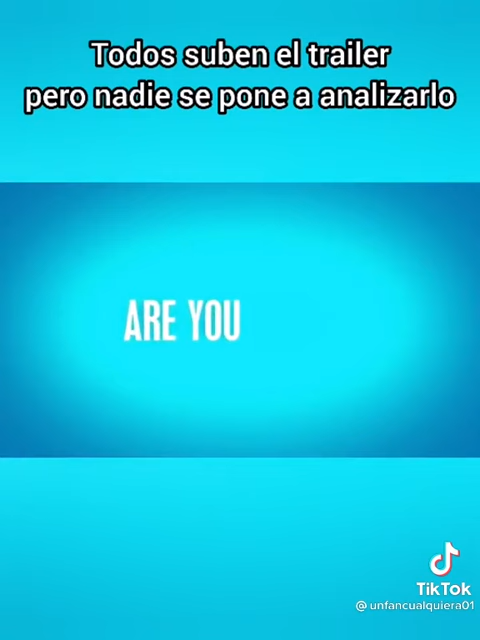 Todos suben el trailer
pero nadie se pone a analizarlo
ARE YOU
TikTok
@unfancualquiera01